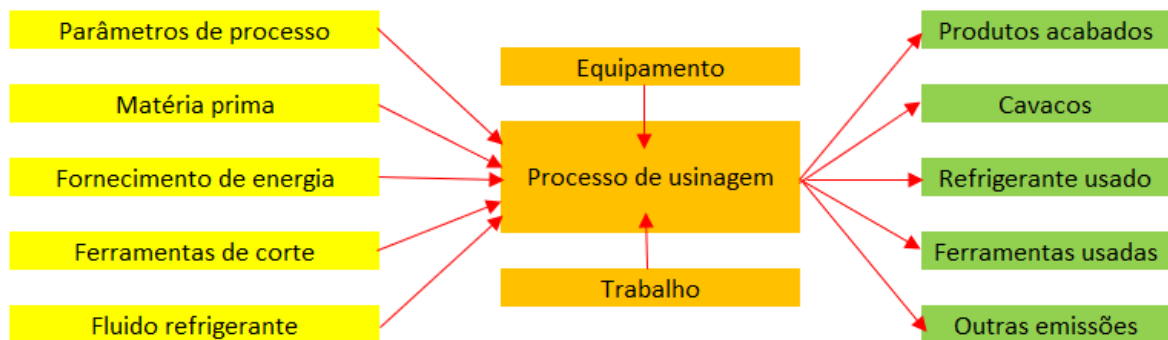 Parâmetros de processo
Matéria prima
Fornecimento de energia
Ferramentas de corte
Fluido refrigerante
Equipamento
Processo de usinagem
Trabalho
Produtos acabados
Cavacos
Refrigerante usado
Ferramentas usadas
Outras emissões